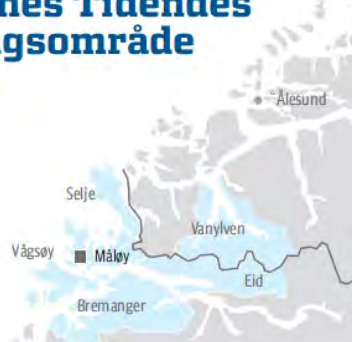 nes Tidendes
gsområde
Ålesund
Selje
Vanylven
Vågsøy
Måløy
Eid
Bremanger